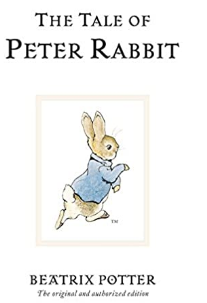 THE TALE OF
PETER RABBIT
TM
BEATRIX POTTER
The original and authorized edition